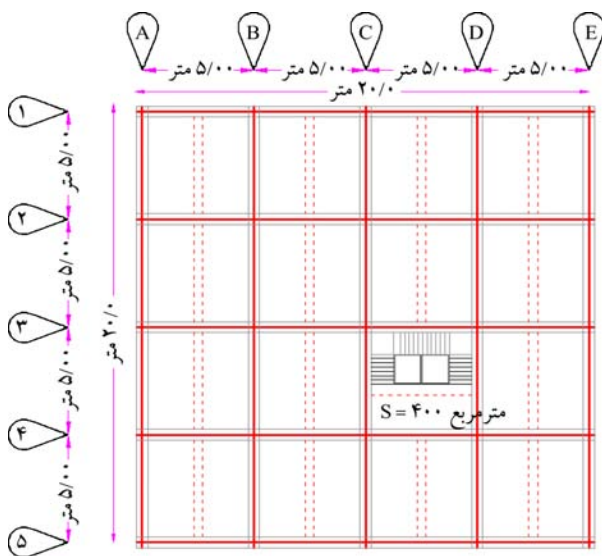 A B C D E
۵/۰۰ متر ۵/۰۰ متر ۵/۰۰ متر ۵/۰۰ متر
۲۰/۰ متر
۱
۵/۰۰ متر
۲
۵/۰۰ متر
۳
۵/۰۰ متر
۴
۵/۰۰ متر
۵
۲۰/۰ متر
S = ۴۰۰ مترمربع